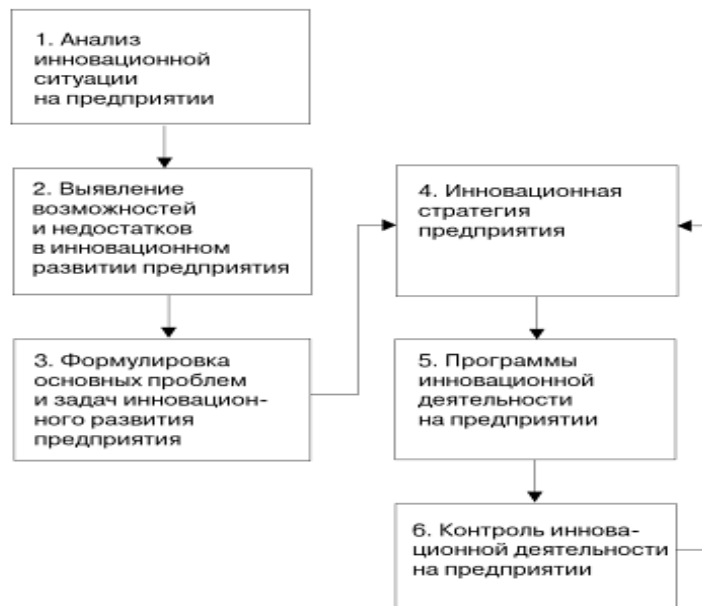 1. Анализ
инновационной
ситуации
на предприятии
2. Выявление
возможностей
и недостатков
в инновационном
развитии предприятия
3. Формулировка
основных проблем
и задач инновацион-
ного развития
предприятия
4. Инновационная
стратегия
предприятия
5. Программы
инновационной
деятельности
на предприятии
6. Контроль иннова-
ционной деятельности
на предприятии